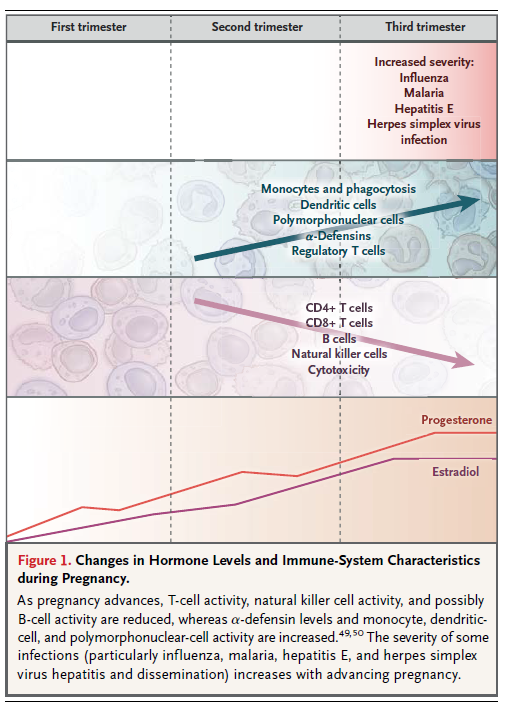 First trimester Second trimester Third trimester
Increased severity:
Influenza
Malaria
Hepatitis E
Herpes simplex virus
infection
Monocytes and phagocytosis
Dendritic cells
Polymorphonuclear cells
α-Defensins
Regulatory T cells
CD4+ T cells
CD8+ T cells
B cells
Natural killer cells
Cytotoxicity
Progesterone
Estradiol
Figure 1. Changes in Hormone Levels and Immune-System Characteristics
during Pregnancy.
As pregnancy advances, T-cell activity, natural killer cell activity, and possibly
B-cell activity are reduced, whereas α-defensin levels and monocyte, dendritic-
cell, and polymorphonuclear-cell activity are increased.49,50 The severity of some
infections (particularly influenza, malaria, hepatitis E, and herpes simplex
virus hepatitis and dissemination) increases with advancing pregnancy.